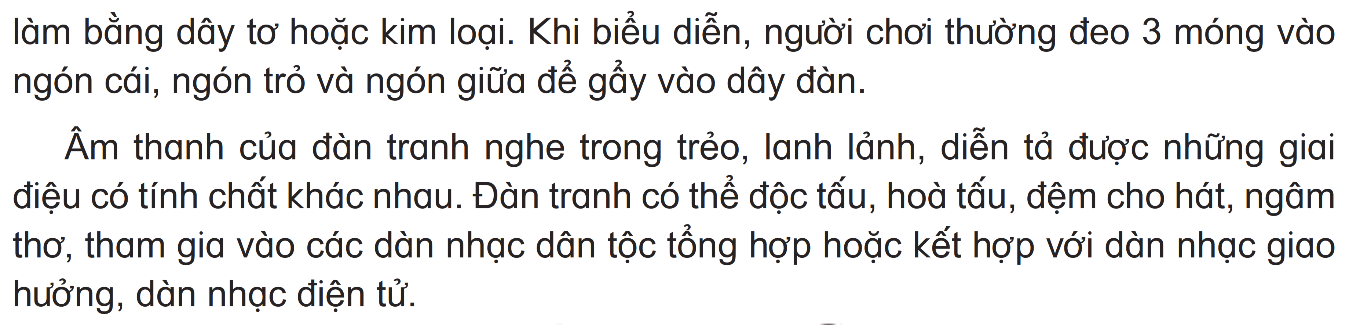 làm bằng dây tơ hoặc kim loại. Khi biểu diễn, người chơi thường đeo 3 móng vào
ngón cái, ngón trỏ và ngón giữa để gẩy vào dây đàn.
Âm thanh của đàn tranh nghe trong trẻo, lanh lảnh, diễn tả được những giai
điệu có tính chất khác nhau. Đàn tranh có thể độc tấu, hoà tấu, đệm cho hát, ngâm
thơ, tham gia vào các dàn nhạc dân tộc tổng hợp hoặc kết hợp với dàn nhạc giao
hưởng, dàn nhạc điện tử.